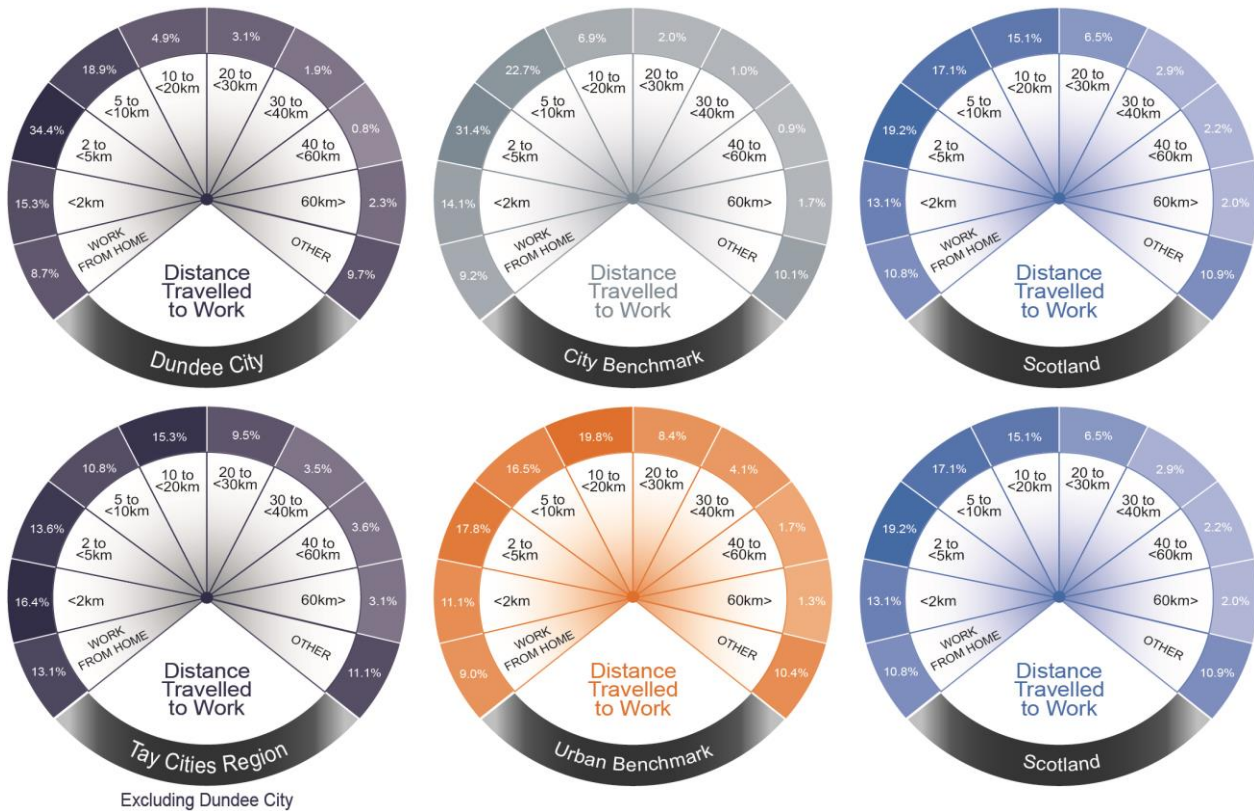 4.9%
3.1%
18.9%
1.9%
10 to
<20km
20 to
<30km
5 to
<10km
30 to
<40km
34.4%
0.8%
2 to
<5km
40 to
<60km
15.3%
<2km
60km>
2.3%
WORK
FROM HOME
OTHER
8.7%
9.7%
Distance
Travelled
to Work
Dundee City
6.9%
2.0%
22.7%
1.0%
10 to
<20km
20 to
<30km
5 to
<10km
30 to
<40km
31.4%
0.9%
2 to
<5km
40 to
<60km
14.1%
<2km
60km>
1.7%
WORK
FROM HOME
OTHER
9.2%
10.1%
Distance
Travelled
to Work
City Benchmark
15.1%
6.5%
17.1%
2.9%
10 to
<20km
20 to
<30km
5 to
<10km
30 to
<40km
19.2%
2.2%
2 to
<5km
40 to
<60km
13.1%
<2km
60km>
2.0%
WORK
FROM HOME
OTHER
10.8%
10.9%
Distance
Travelled
to Work
Scotland
15.3%
9.5%
10.8%
3.5%
10 to
<20km
20 to
<30km
5 to
<10km
30 to
<40km
13.6%
3.6%
2 to
<5km
40 to
<60km
16.4%
<2km
60km>
3.1%
WORK
FROM HOME
OTHER
13.1%
11.1%
Distance
Travelled
to Work
Tay Cities Region
Excluding Dundee City
19.8%
8.4%
16.5%
4.1%
10 to
<20km
20 to
<30km
5 to
<10km
30 to
<40km
17.8%
1.7%
2 to
<5km
40 to
<60km
11.1%
<2km
60km>
1.3%
WORK
FROM HOME
OTHER
9.0%
10.4%
Distance
Travelled
to Work
Urban Benchmark
15.1%
6.5%
17.1%
2.9%
10 to
<20km
20 to
<30km
5 to
<10km
30 to
<40km
19.2%
2.2%
2 to
<5km
40 to
<60km
13.1%
<2km
60km>
2.0%
WORK
FROM HOME
OTHER
10.8%
10.9%
Distance
Travelled
to Work
Scotland